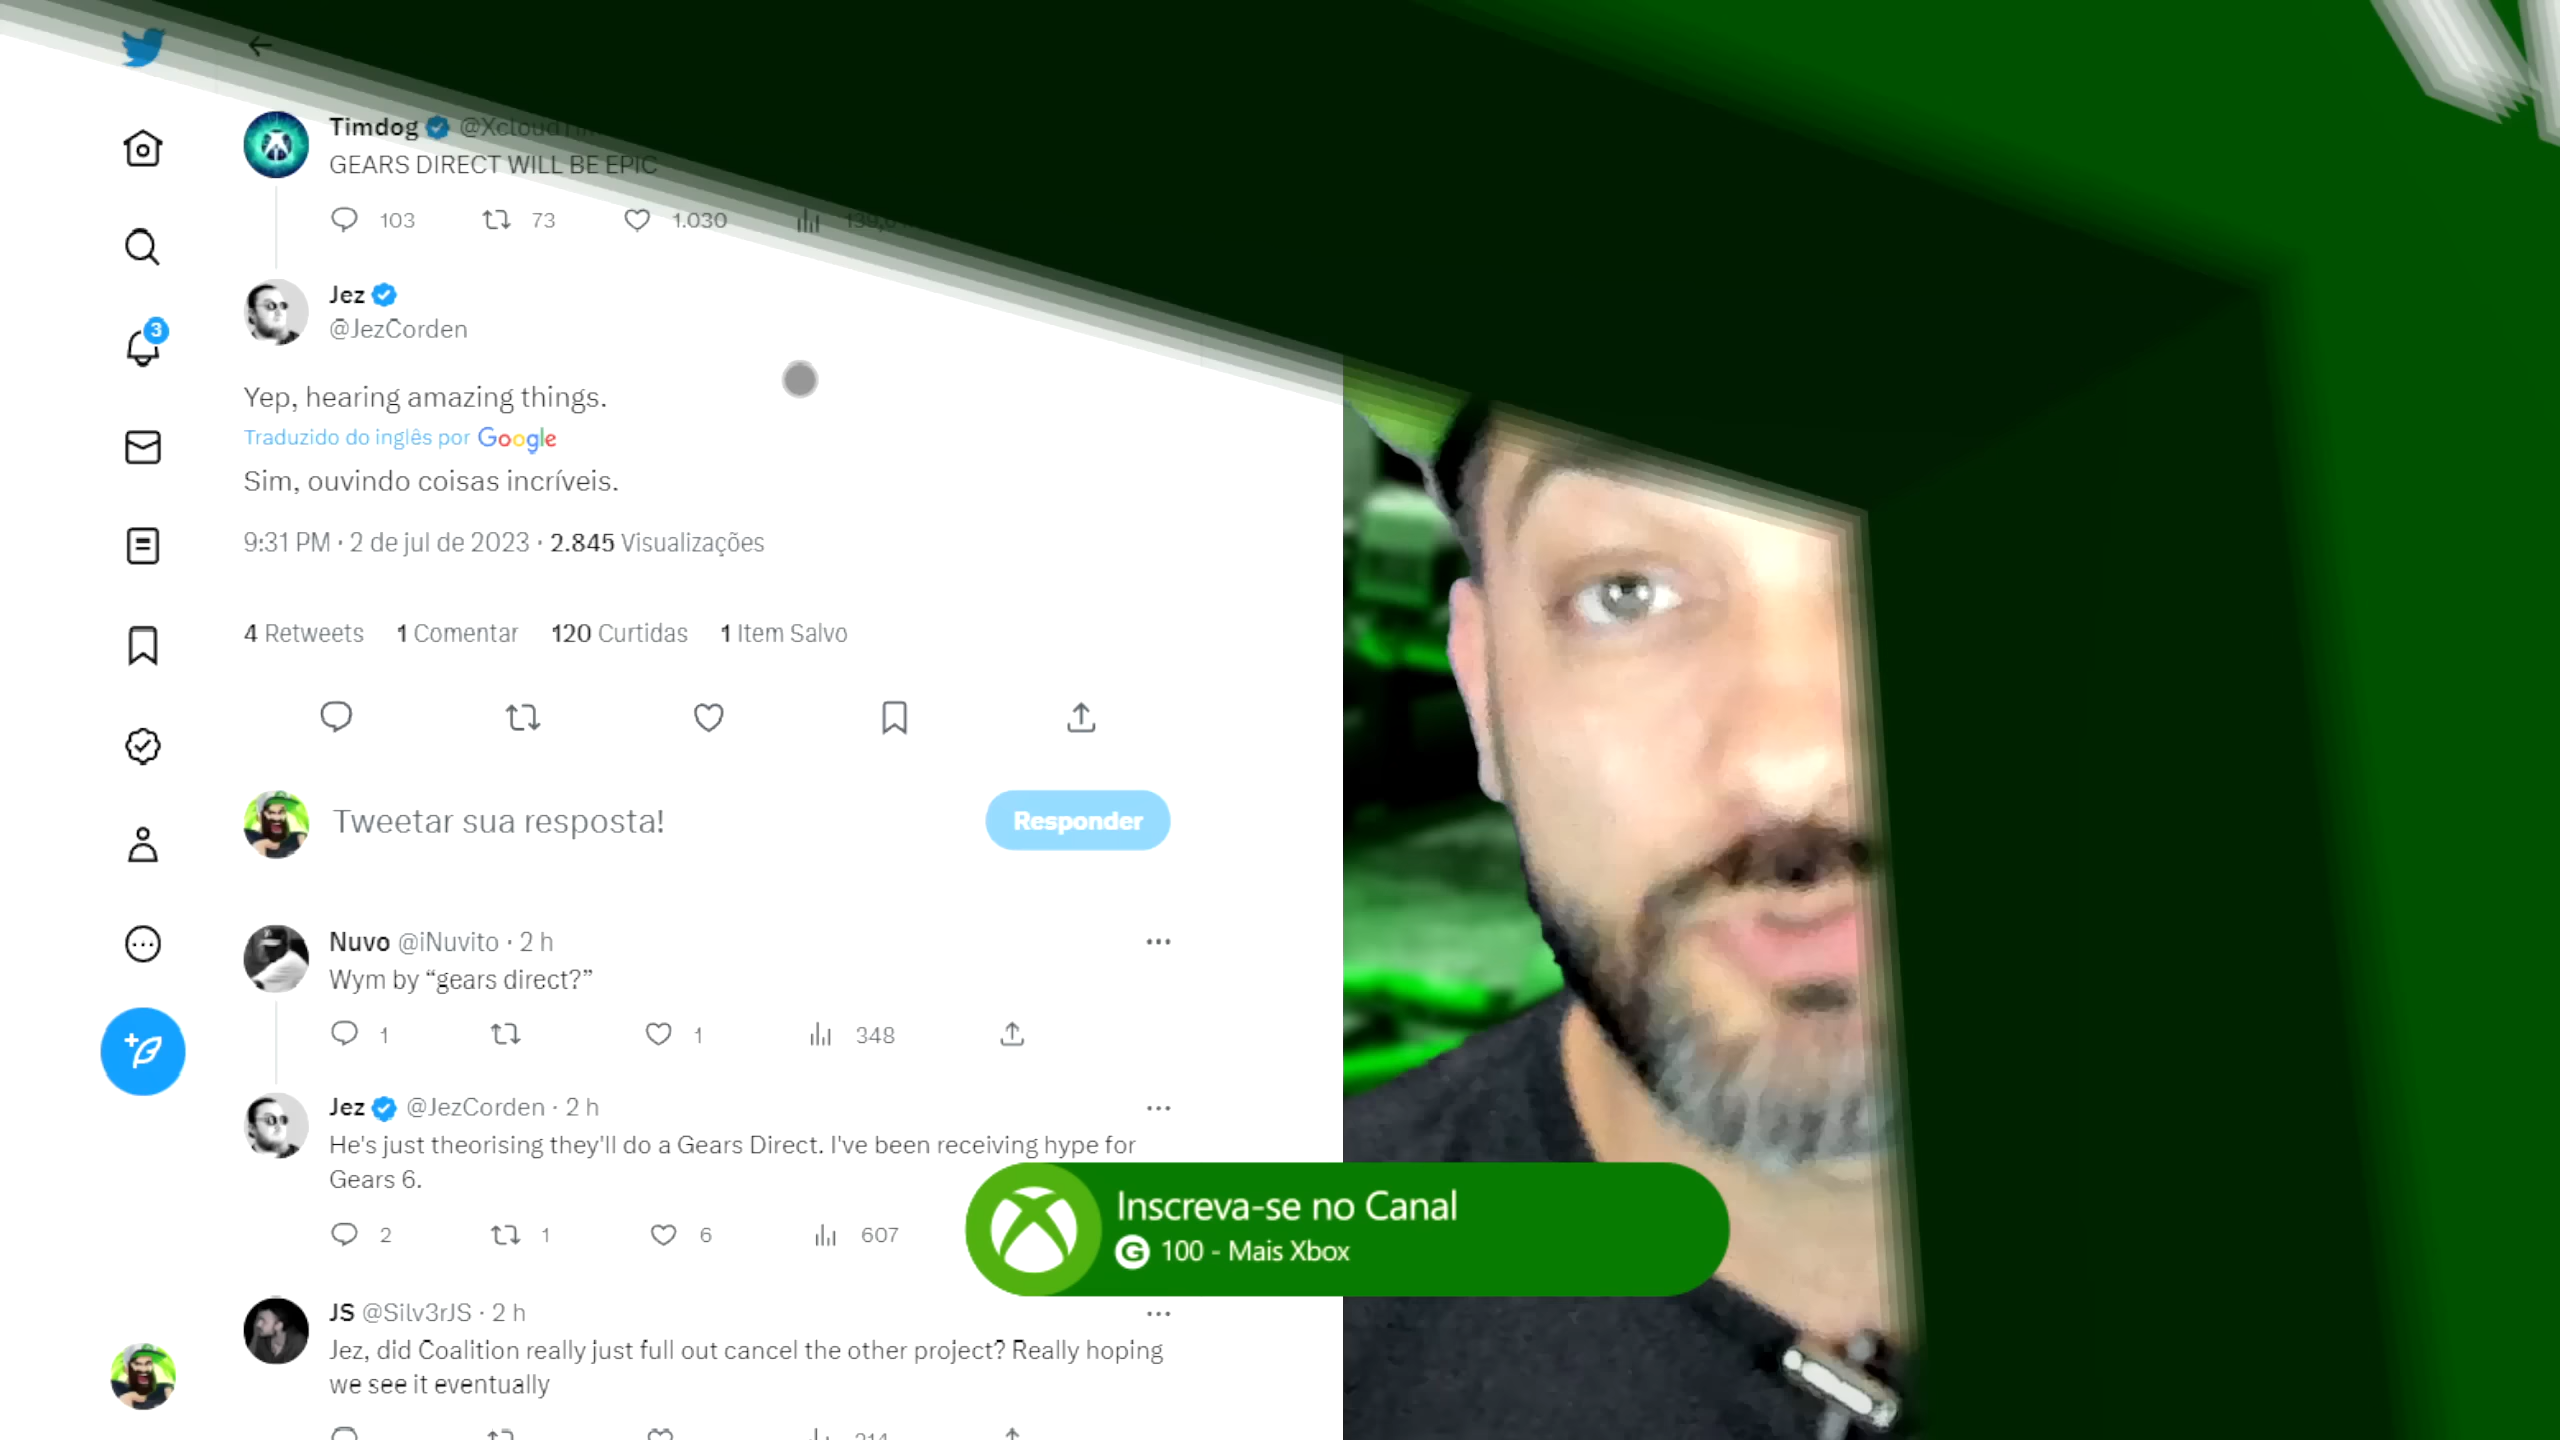 Timdog
GEARS DIRECT WILL BE EPIC
103 73 1.030
Jez
@JezCorden
Yep, hearing amazing things.
Traduzido do inglês por Google
Sim, ouvindo coisas incríveis.
9:31 PM · 2 de jul de 2023 · 2.845 Visualizações
4 Retweets 1 Comentar 120 Curtidas 1 Item Salvo
Tweetar sua resposta!
Responder
3
Nuvo @iNuvito · 2 h
Wym by “gears direct?”
1 1 348
Jez @JezCorden · 2 h
He's just theorising they'll do a Gears Direct. I've been receiving hype for
Gears 6.
2 1 6 607
Inscreva-se no Canal
G 100 - Mais Xbox
JS @Silv3rJS · 2 h
Jez, did Coalition really just full out cancel the other project? Really hoping
we see it eventually